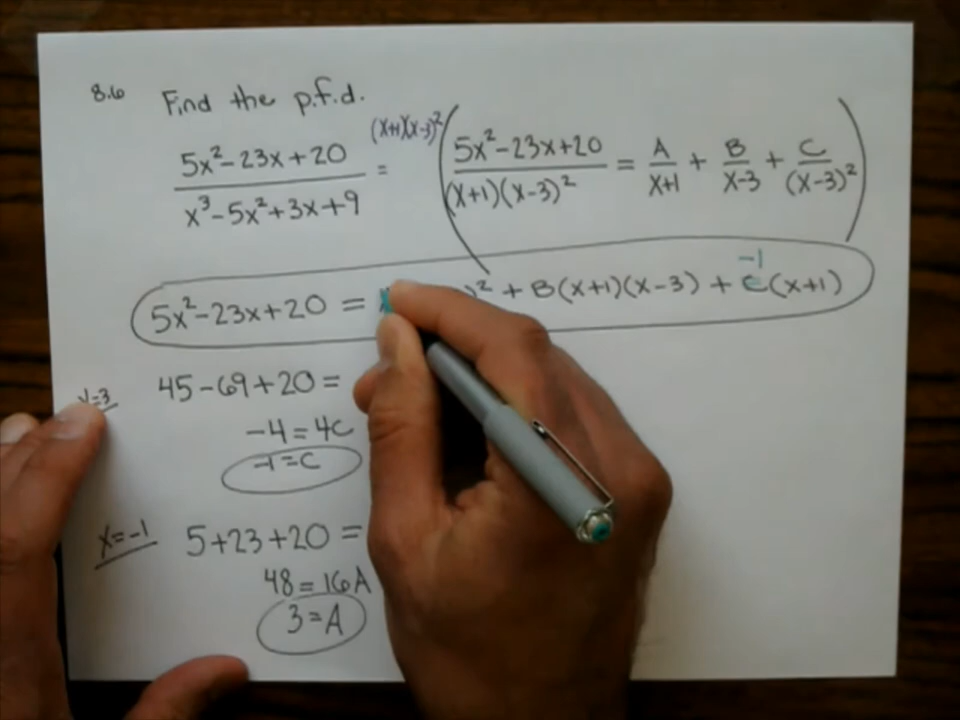 8.6 Find the p.f.d.
5x²-23x+20 / x³-5x²+3x+9 = (x+1)(x-3)² ( 5x²-23x+20 / (x+1)(x-3)² = A/x+1 + B/x-3 + C/(x-3)² )
5x²-23x+20 = )² + B(x+1)(x-3) + C(x+1)
-1
x=3 45-69+20=
-4=4C
-1=C
x=-1 5+23+20=
48=16A
3=A